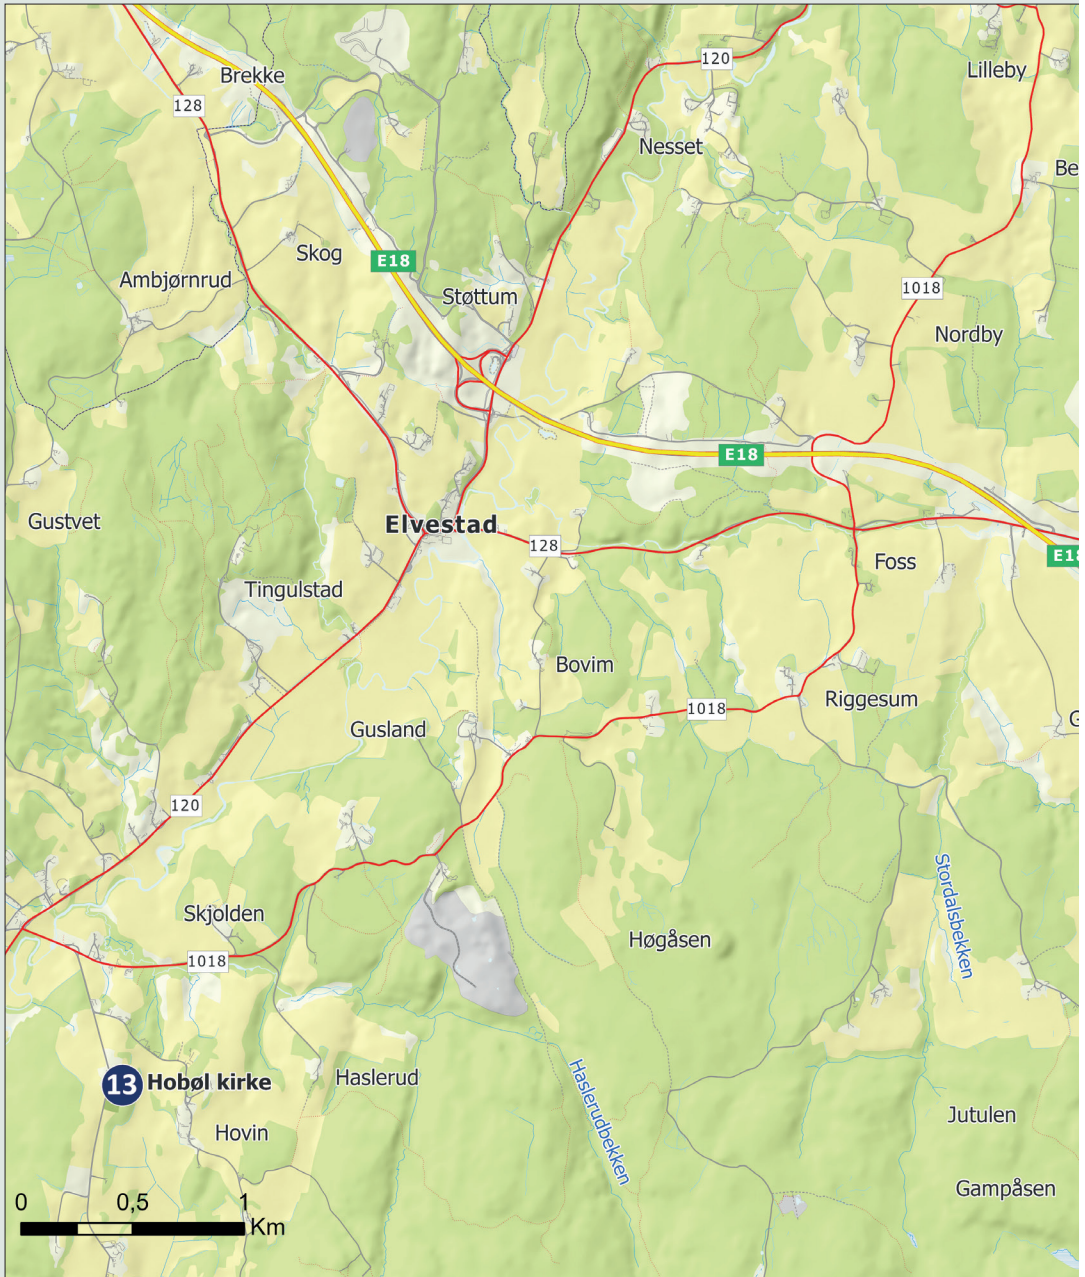 120
Lilleby
Brekke
128
Nesset
Be
Skog
E18
Ambjørnrud
1018
Støttum
Nordby
E18
Gustvet
Elvestad
128
E18
Foss
Tingulstad
Bovim
Riggesum
1018
G
Gusland
120
Skjolden
Stordalsbekken
Høgåsen
1018
13 Hobøl kirke
Haslerud
Haslerudbekken
Jutulen
Hovin
Gampåsen
0 0,5 1
Km